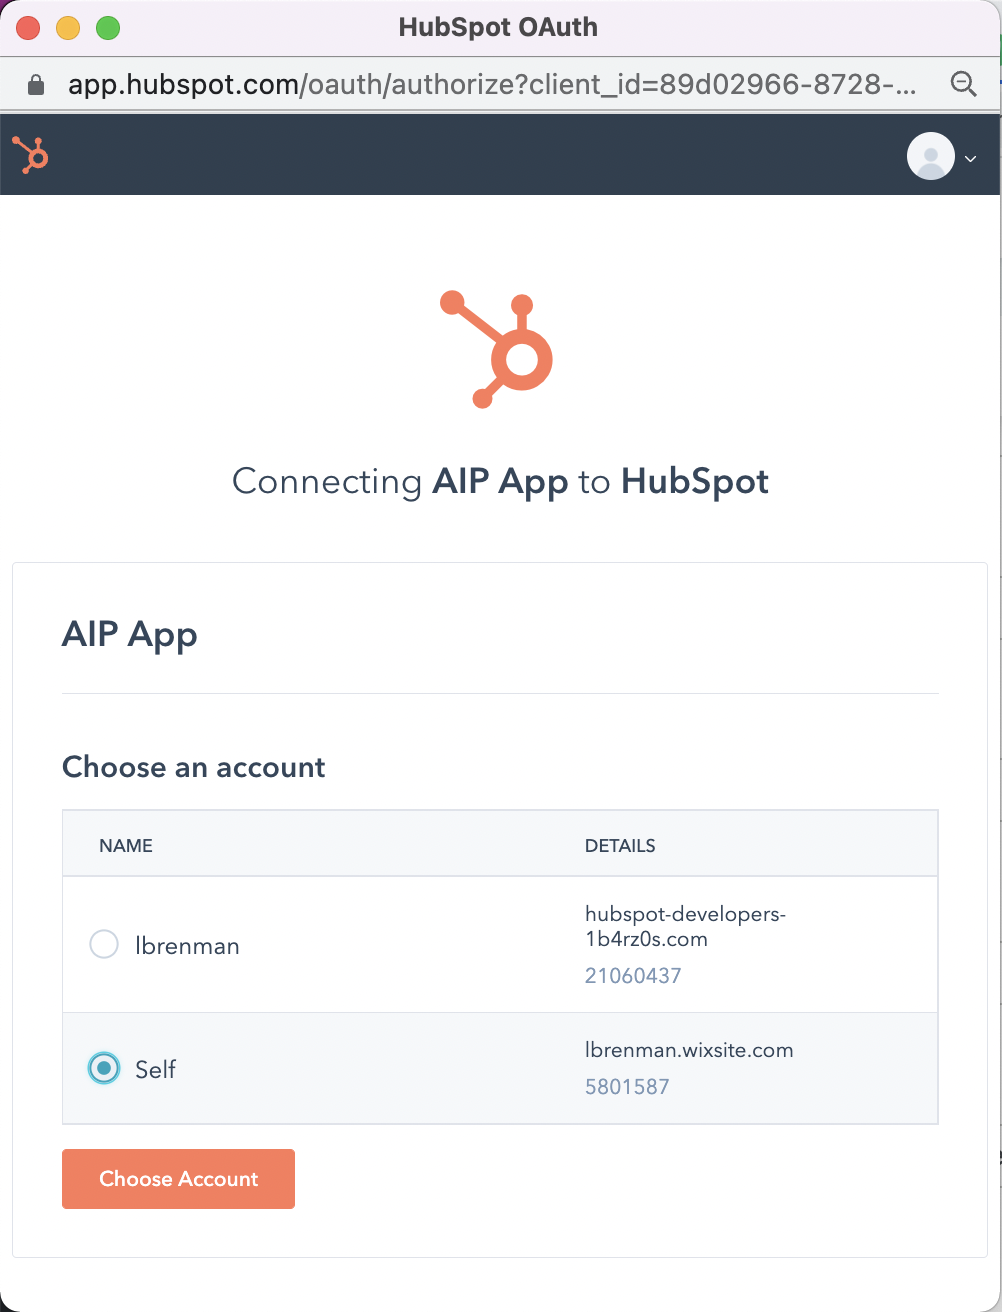 HubSpot OAuth
app.hubspot.com/oauth/authorize?client_id=89d02966-8728-...
Connecting AIP App to HubSpot
AIP App
Choose an account
NAME DETAILS
hubspot-developers-
1b4rz0s.com
lbrenman
21060437
lbrenman.wixsite.com
Self
5801587
Choose Account